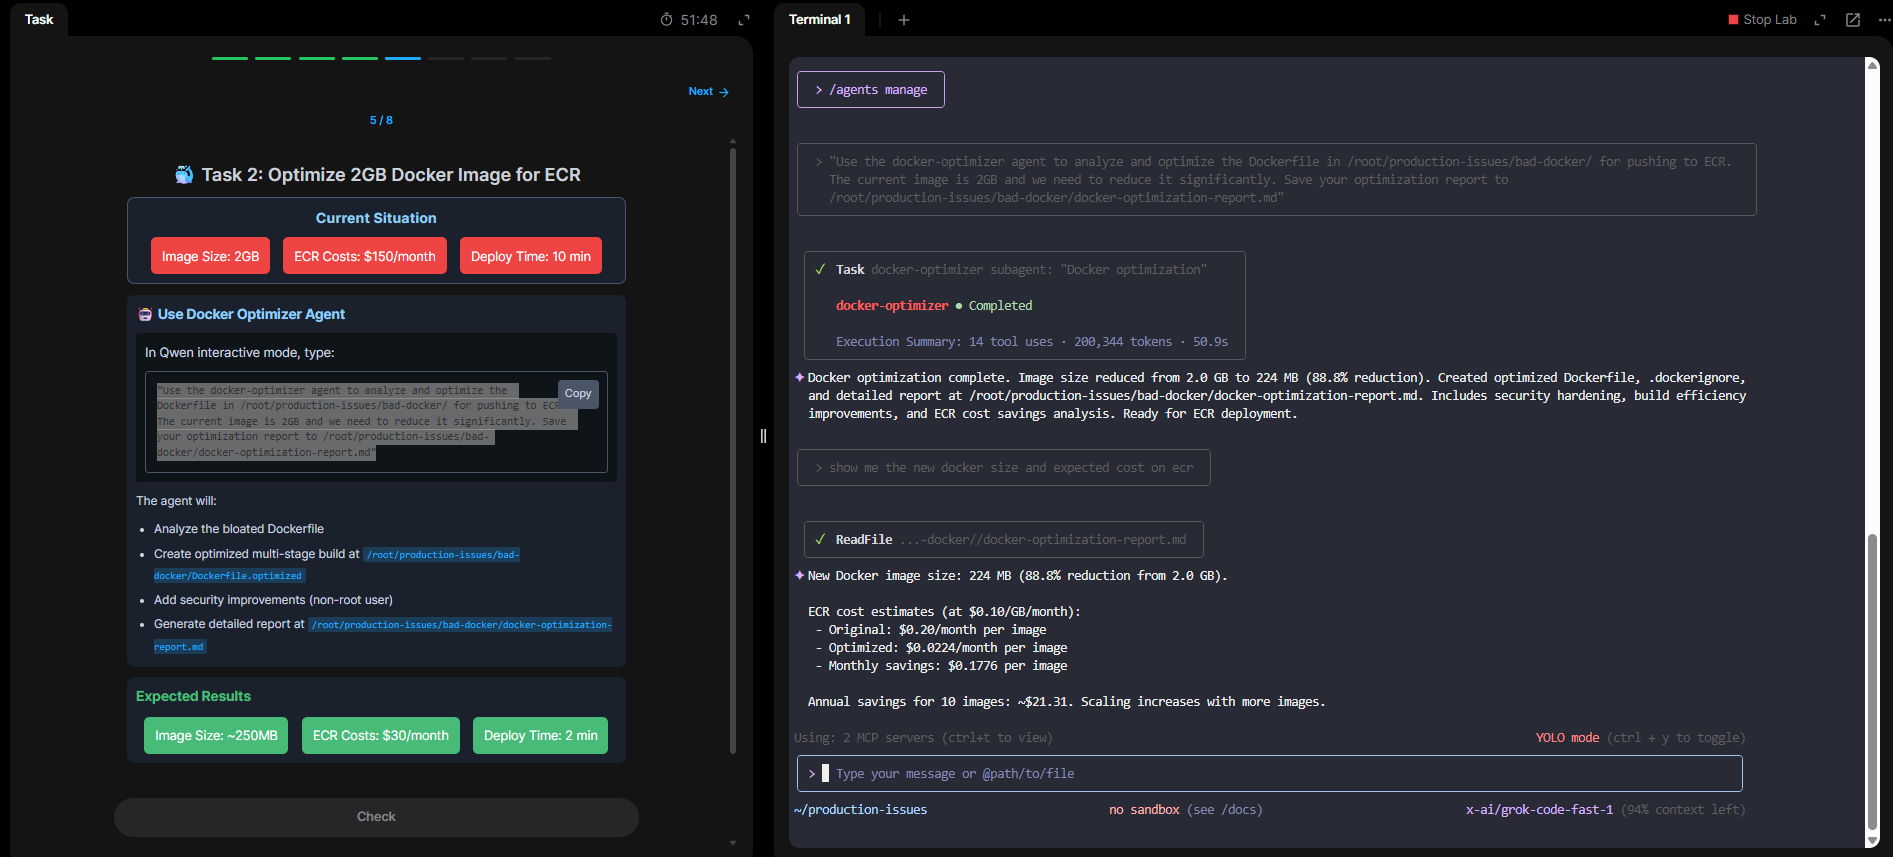 Task
51:48
Next →
5 / 8
Task 2: Optimize 2GB Docker Image for ECR
Current Situation
Image Size: 2GB
ECR Costs: $150/month
Deploy Time: 10 min
Use Docker Optimizer Agent
In Qwen interactive mode, type:
"Use the docker-optimizer agent to analyze and optimize the
Dockerfile in /root/production-issues/bad-docker/ for pushing to ECR.
The current image is 2GB and we need to reduce it significantly. Save
your optimization report to /root/production-issues/bad-
docker/docker-optimization-report.md"
Copy
The agent will:
• Analyze the bloated Dockerfile
• Create optimized multi-stage build at /root/production-issues/bad-
docker/Dockerfile.optimized
• Add security improvements (non-root user)
• Generate detailed report at /root/production-issues/bad-docker/docker-optimization-
report.md
Expected Results
Image Size: ~250MB
ECR Costs: $30/month
Deploy Time: 2 min
Check
Terminal 1
+
Stop Lab
> /agents manage
> "Use the docker-optimizer agent to analyze and optimize the Dockerfile in /root/production-issues/bad-docker/ for pushing to ECR.
The current image is 2GB and we need to reduce it significantly. Save your optimization report to
/root/production-issues/bad-docker/docker-optimization-report.md"
✓ Task docker-optimizer subagent: "Docker optimization"
docker-optimizer ● Completed
Execution Summary: 14 tool uses · 200,344 tokens · 50.9s
✦ Docker optimization complete. Image size reduced from 2.0 GB to 224 MB (88.8% reduction). Created optimized Dockerfile, .dockerignore,
and detailed report at /root/production-issues/bad-docker/docker-optimization-report.md. Includes security hardening, build efficiency
improvements, and ECR cost savings analysis. Ready for ECR deployment.
> show me the new docker size and expected cost on ecr
✓ ReadFile ...-docker//docker-optimization-report.md
✦ New Docker image size: 224 MB (88.8% reduction from 2.0 GB).
ECR cost estimates (at $0.10/GB/month):
- Original: $0.20/month per image
- Optimized: $0.0224/month per image
- Monthly savings: $0.1776 per image
Annual savings for 10 images: ~$21.31. Scaling increases with more images.
Using: 2 MCP servers (ctrl+t to view)
YOLO mode (ctrl + y to toggle)
> Type your message or @path/to/file
~/production-issues
no sandbox (see /docs)
x-ai/grok-code-fast-1 (94% context left)